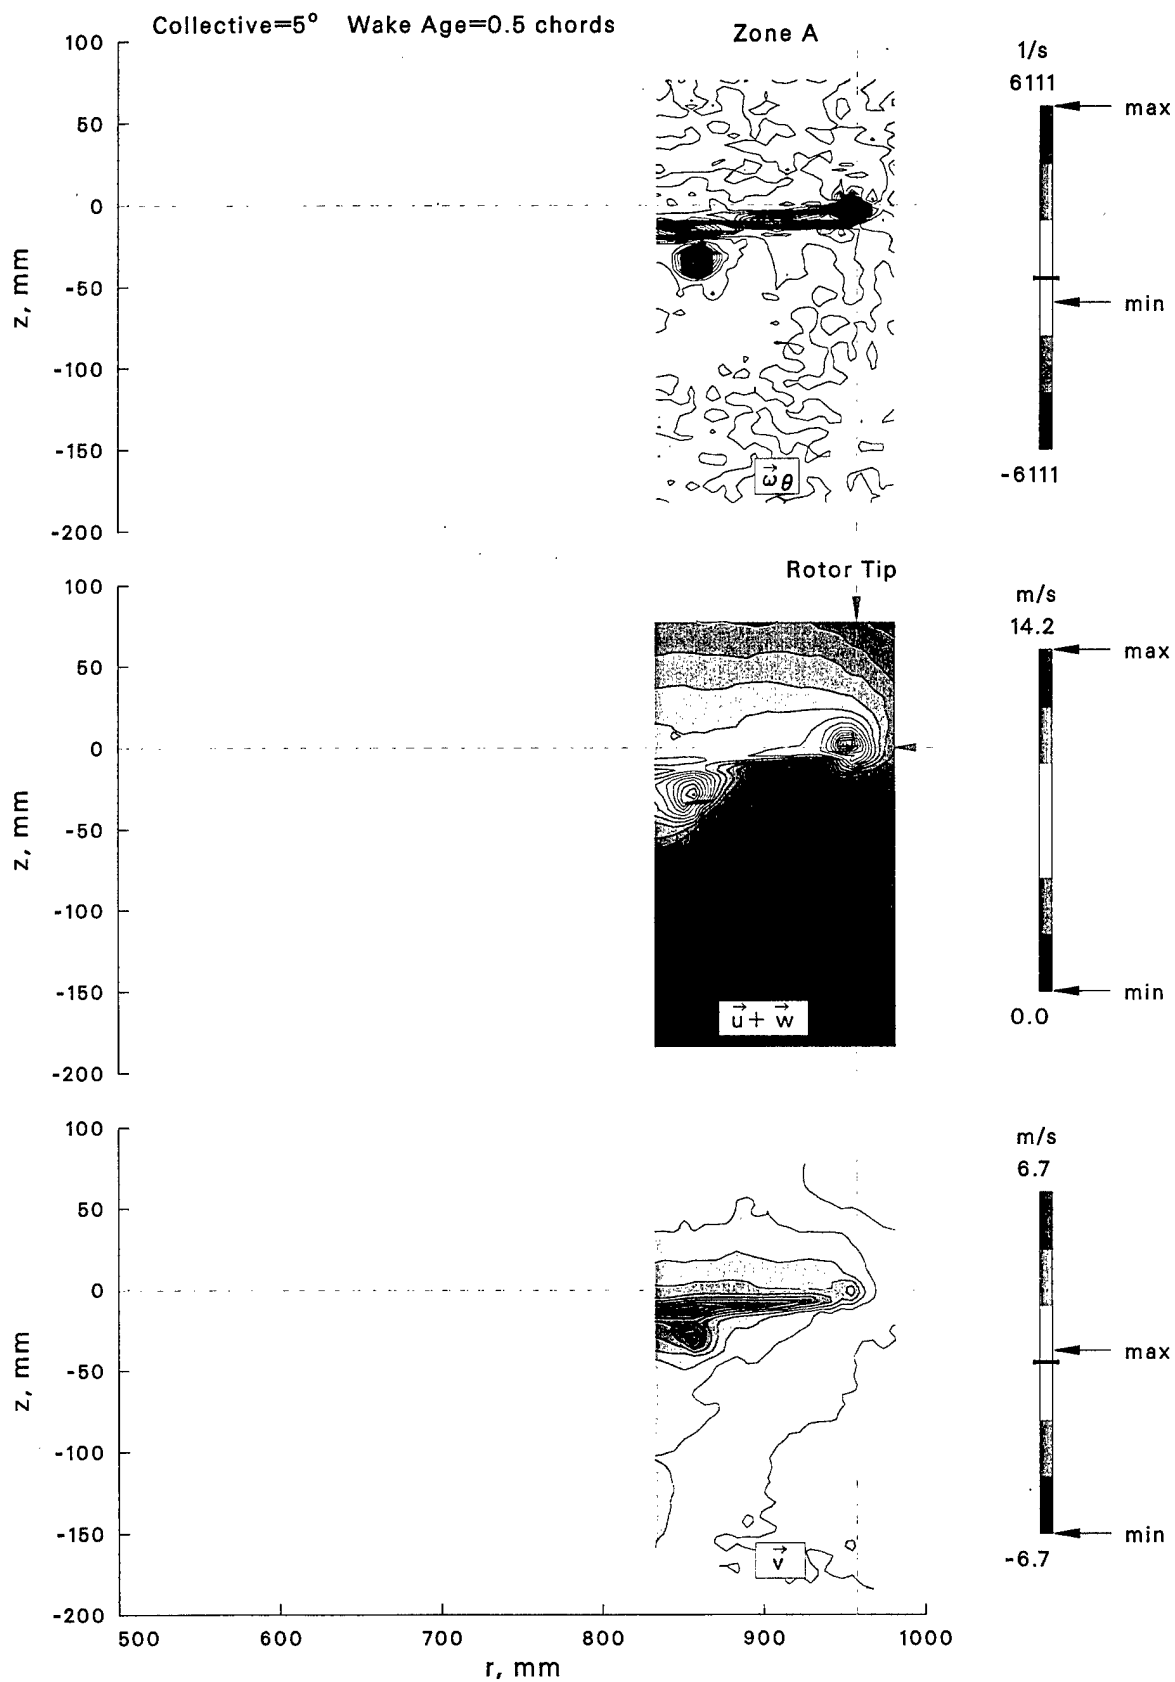 Collective=5° Wake Age=0.5 chords
Zone A
1/s
6111
max
min
-6111
100
50
0
-50
-100
-150
-200
z, mm
ω⃗θ
Rotor Tip
m/s
14.2
max
min
0.0
100
50
0
-50
-100
-150
-200
z, mm
u⃗ + w⃗
m/s
6.7
max
min
-6.7
100
50
0
-50
-100
-150
-200
z, mm
v⃗
500 600 700 800 900 1000
r, mm